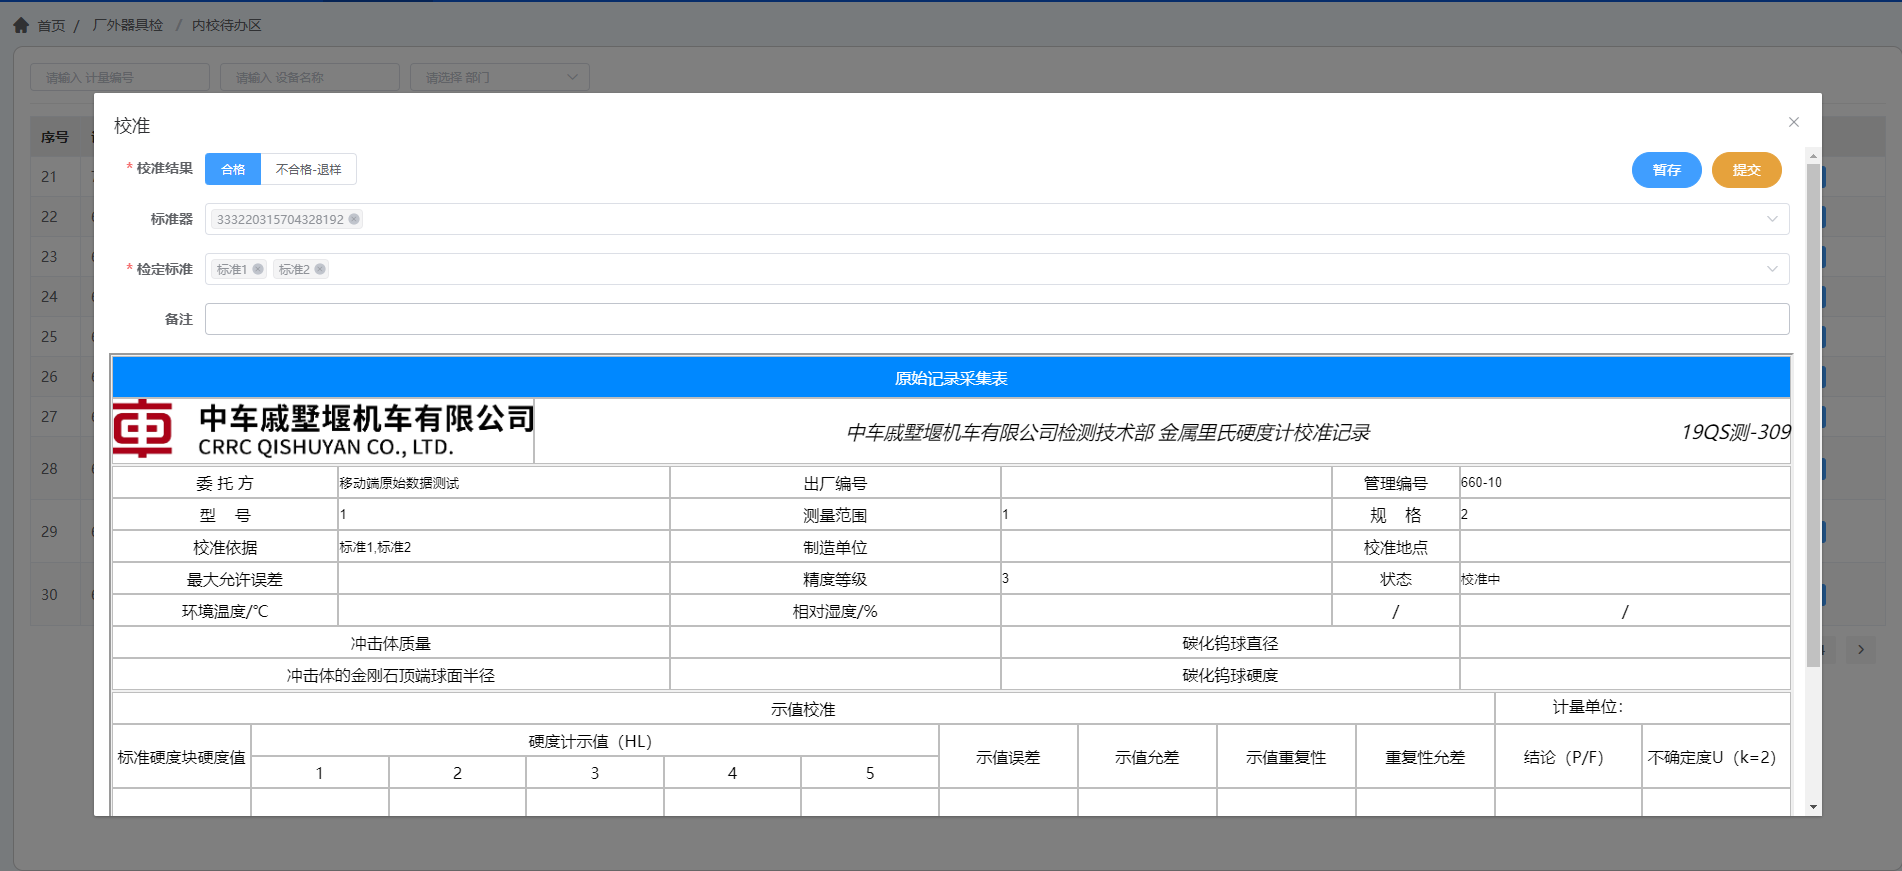 首页 / 厂外器具检 / 内校待办区
请输入 计量编号 请输入 设备名称 请选择 部门
序号
校准
* 校准结果 合格 不合格-退样 暂存 提交
标准器 333220315704328192
* 检定标准 标准1 标准2
备注
21
22
23
24
25
26
27
28
29
30
原始记录采集表
中车戚墅堰机车有限公司
CRRC QISHUYAN CO., LTD.
中车戚墅堰机车有限公司检测技术部 金属里氏硬度计校准记录 19QS测-309
委 托 方 移动端原始数据测试 出厂编号 管理编号 660-10
型 号 1 测量范围 1 规 格 2
校准依据 标准1,标准2 制造单位 校准地点
最大允许误差 精度等级 3 状态 校准中
环境温度/℃ 相对湿度/% / /
冲击体质量 碳化钨球直径
冲击体的金刚石顶端球面半径 碳化钨球硬度
示值校准 计量单位：
标准硬度块硬度值 硬度计示值（HL） 示值误差 示值允差 示值重复性 重复性允差 结论（P/F） 不确定度U（k=2）
1 2 3 4 5